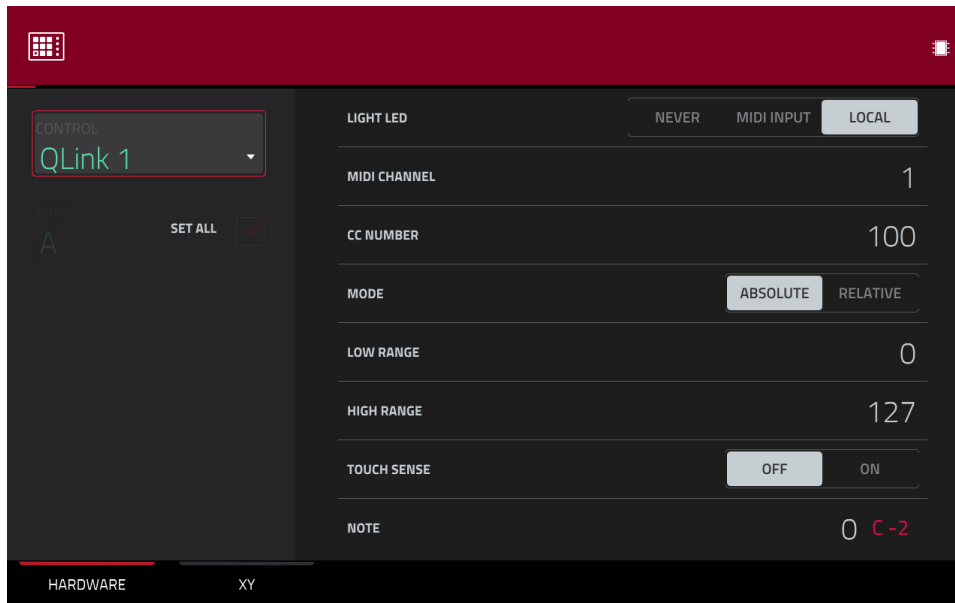 CONTROL
QLink 1
BANK
A
SET ALL
LIGHT LED NEVER MIDI INPUT LOCAL
MIDI CHANNEL 1
CC NUMBER 100
MODE ABSOLUTE RELATIVE
LOW RANGE 0
HIGH RANGE 127
TOUCH SENSE OFF ON
NOTE 0 C -2
HARDWARE XY